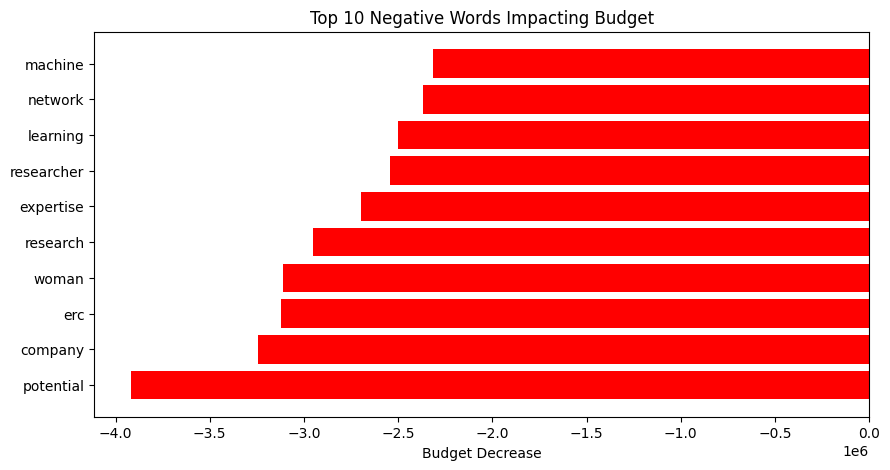 Top 10 Negative Words Impacting Budget
machine
network
learning
researcher
expertise
research
woman
erc
company
potential
−4.0 −3.5 −3.0 −2.5 −2.0 −1.5 −1.0 −0.5 0.0
1e6
Budget Decrease